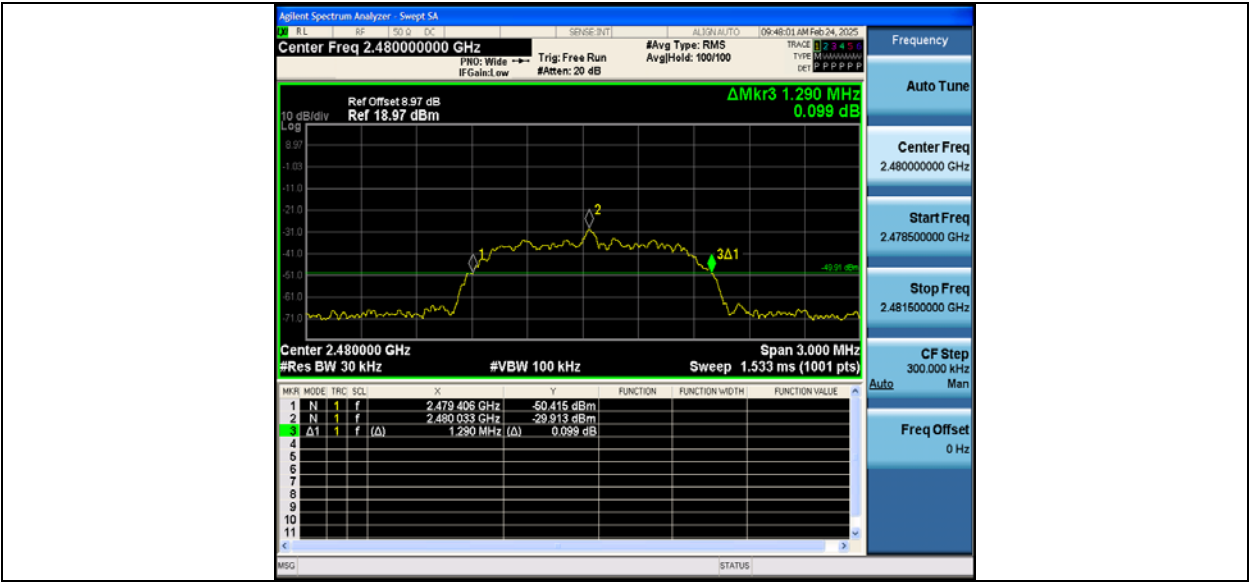 Agilent Spectrum Analyzer - Swept SA
RL RF 50 Ω DC SENSE:INT ALIGN AUTO 09:48:01 AM Feb 24, 2025
Center Freq 2.480000000 GHz
PNO: Wide
IFGain:Low
Trig: Free Run
#Atten: 20 dB
#Avg Type: RMS
Avg|Hold: 100/100
TRACE 1 2 3 4 5 6
TYPE M
DET P P P P P P
ΔMkr3 1.290 MHz
0.099 dB
Ref Offset 8.97 dB
10 dB/div Ref 18.97 dBm
Log
8.97
-1.03
-11.0
-21.0
-31.0
-41.0
-51.0
-61.0
-71.0
1
2
3Δ1
Center 2.480000 GHz Span 3.000 MHz
#Res BW 30 kHz #VBW 100 kHz Sweep 1.533 ms (1001 pts)
MKR MODE TRC SCL X Y FUNCTION FUNCTION WIDTH FUNCTION VALUE
1 N 1 f 2.479 406 GHz -50.415 dBm
2 N 1 f 2.480 033 GHz -29.913 dBm
3 Δ1 1 f (Δ) 1.290 MHz (Δ) 0.099 dB
4
5
6
7
8
9
10
11
MSG STATUS
Frequency
Auto Tune
Center Freq
2.480000000 GHz
Start Freq
2.478500000 GHz
Stop Freq
2.481500000 GHz
CF Step
300.000 kHz
Auto Man
Freq Offset
0 Hz